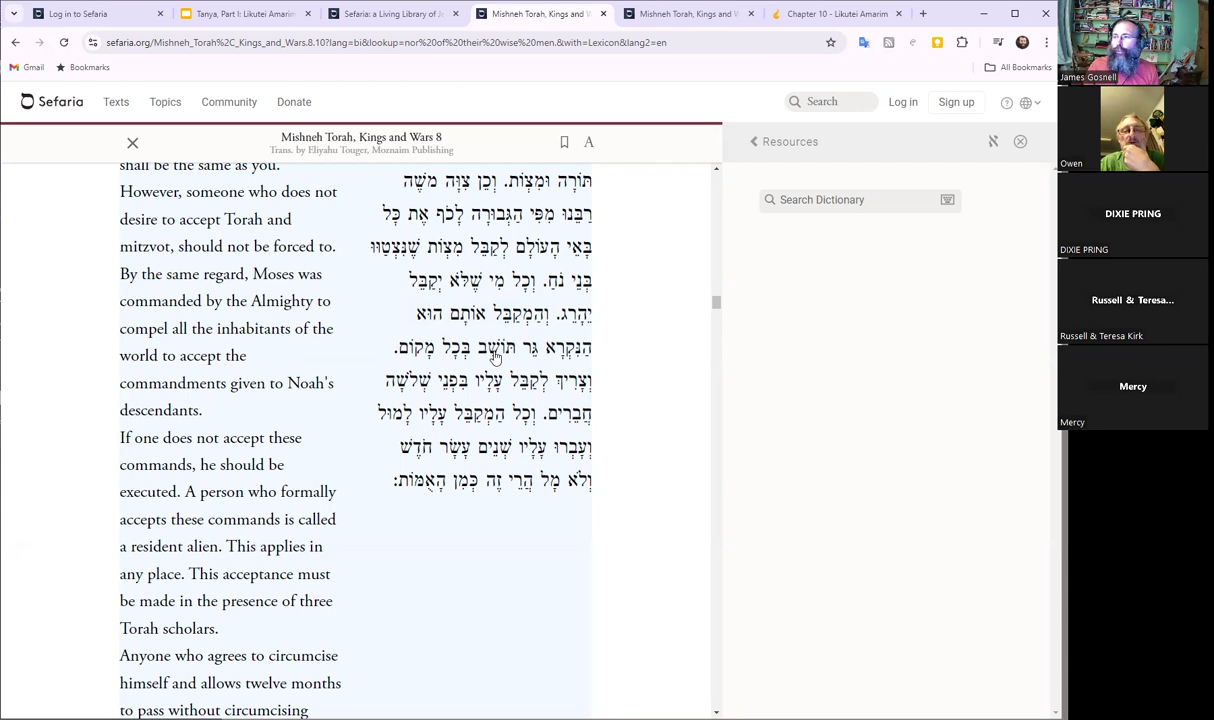 Log in to Sefaria
Tanya, Part I: Likutei Amarim
Sefaria: a Living Library of Je
Mishneh Torah, Kings and W
Mishneh Torah, Kings and W
Chapter 10 - Likutei Amarim
sefaria.org/Mishneh_Torah%2C_Kings_and_Wars.8.10?lang=bi&lookup=nor%20of%20their%20wise%20men.&with=Lexicon&lang2=en
Gmail
Bookmarks
All Bookmarks
Sefaria
Texts
Topics
Community
Donate
Search
Log in
Sign up
Mishneh Torah, Kings and Wars 8
Trans. by Eliyahu Touger, Moznaim Publishing
A
Resources
Search Dictionary
shall be the same as you.
However, someone who does not
desire to accept Torah and
mitzvot, should not be forced to.
By the same regard, Moses was
commanded by the Almighty to
compel all the inhabitants of the
world to accept the
commandments given to Noah's
descendants.
If one does not accept these
commands, he should be
executed. A person who formally
accepts these commands is called
a resident alien. This applies in
any place. This acceptance must
be made in the presence of three
Torah scholars.
Anyone who agrees to circumcise
himself and allows twelve months
to pass without circumcising
תּוֹרָה וּמִצְוֹת. וְכֵן צִוָּה משֶׁה
רַבֵּנוּ מִפִּי הַגְּבוּרָה לָכֹף אֶת כָּל
בָּאֵי הָעוֹלָם לְקַבֵּל מִצְוֹת שֶׁנִּצְטַוּוּ
בְּנֵי נֹחַ. וְכָל מִי שֶׁלֹּא יְקַבֵּל
יֵהָרֵג. וְהַמְקַבֵּל אוֹתָם הוּא
הַנִּקְרָא גֵּר תּוֹשָׁב בְּכָל מָקוֹם.
וְצָרִיךְ לְקַבֵּל עָלָיו בִּפְנֵי שְׁלֹשָׁה
חֲבֵרִים. וְכָל הַמְקַבֵּל עָלָיו לָמוּל
וְעָבְרוּ עָלָיו שְׁנֵים עָשָׂר חֹדֶשׁ
וְלֹא מָל הֲרֵי זֶה כְּמִן הָאֻמּוֹת:
James Gosnell
Owen
DIXIE PRING
DIXIE PRING
Russell & Teresa...
Russell & Teresa Kirk
Mercy
Mercy